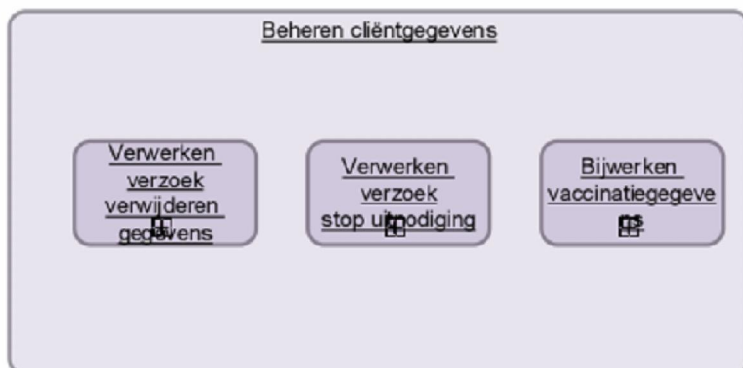 Beheren cliëntgegevens
Verwerken
verzoek
verwijderen
gegevens
Verwerken
verzoek
stop uitnodiging
Bijwerken
vaccinatiegegeve
ns